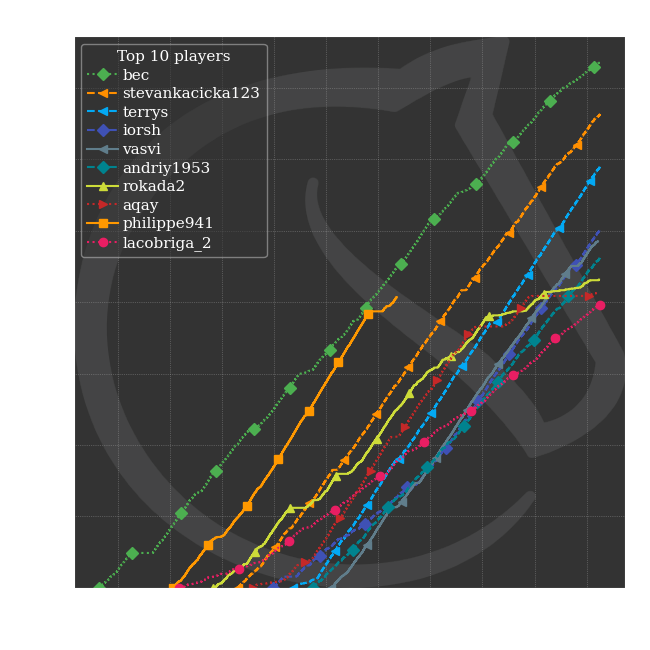 Top 10 players
bec
stevankacicka123
terrys
iorsh
vasvi
andriy1953
rokada2
aqay
philippe941
lacobriga_2